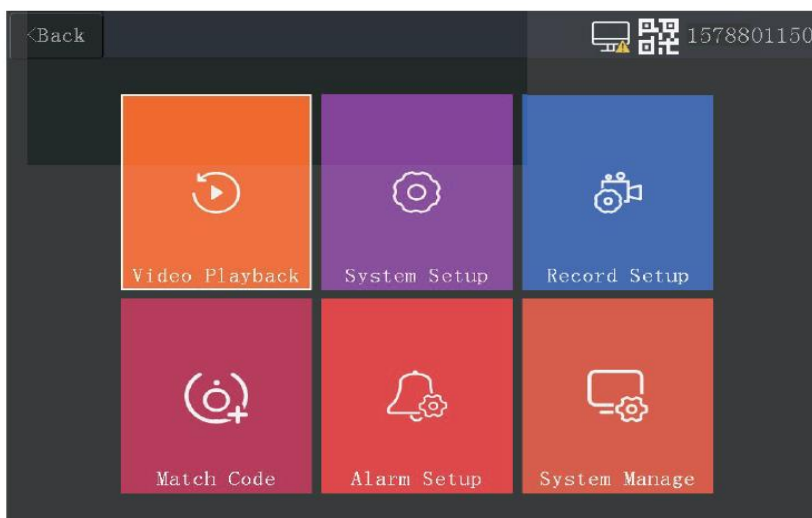 <Back
1578801150
Video Playback
System Setup
Record Setup
Match Code
Alarm Setup
System Manage